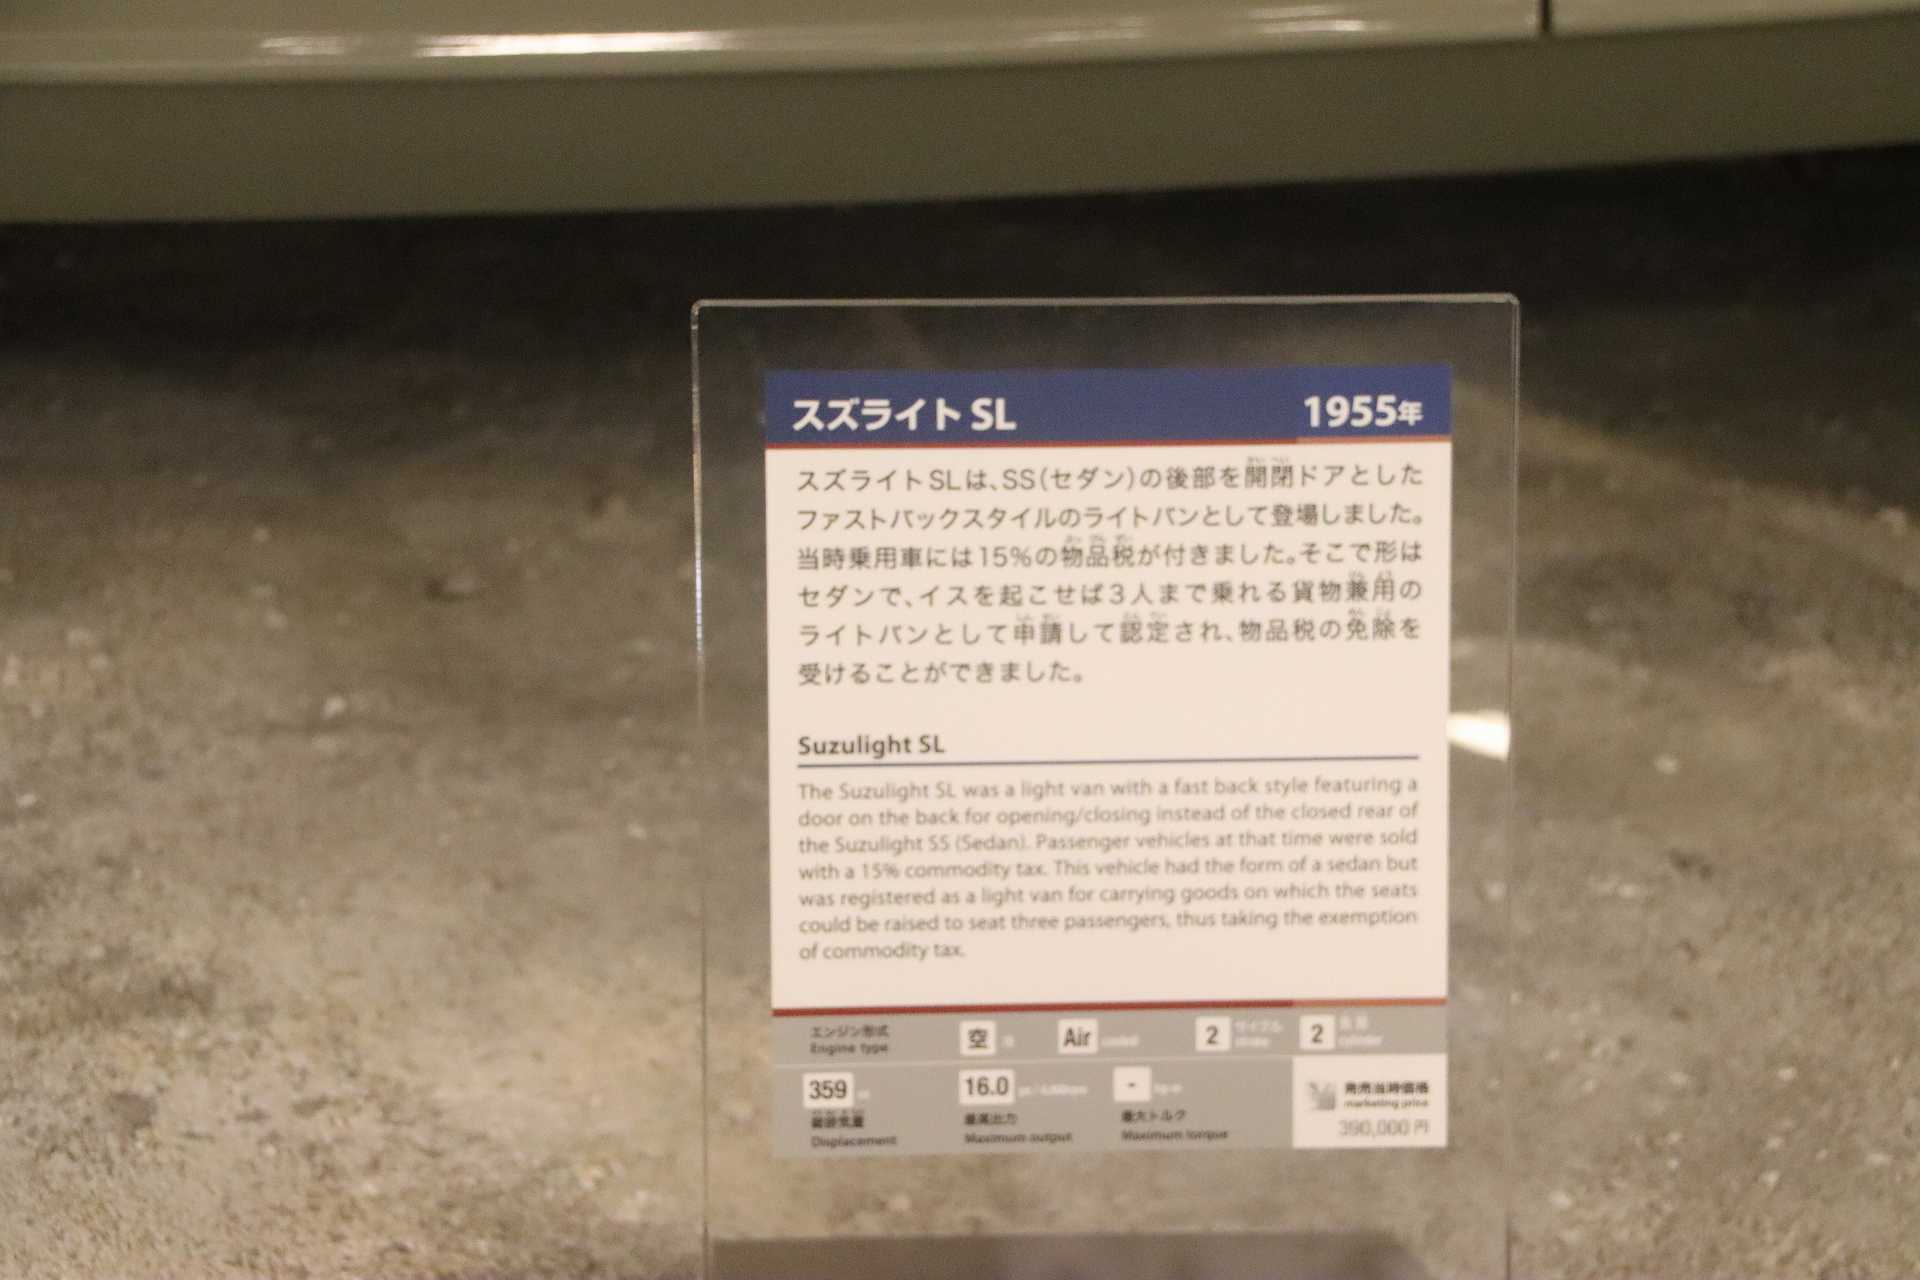 スズライト SL 1955年
スズライトSLは、SS(セダン)の後部を開閉ドアとした
ファストバックスタイルのライトバンとして登場しました。
当時乗用車には15%の物品税が付きました。そこで形は
セダンで、イスを起こせば3人まで乗れる貨物兼用の
ライトバンとして申請して認定され、物品税の免除を
受けることができました。
Suzulight SL
The Suzulight SL was a light van with a fast back style featuring a
door on the back for opening/closing instead of the closed rear of
the Suzulight SS (Sedan). Passenger vehicles at that time were sold
with a 15% commodity tax. This vehicle had the form of a sedan but
was registered as a light van for carrying goods on which the seats
could be raised to seat three passengers, thus taking the exemption
of commodity tax.
エンジン形式 空 Air cooled 2 サイクル 2
Engine type stroke cylinder
359 16.0 - 発売当時価格
marketing price
総排気量 最高出力 最大トルク 390,000円
Displacement Maximum output Maximum torque